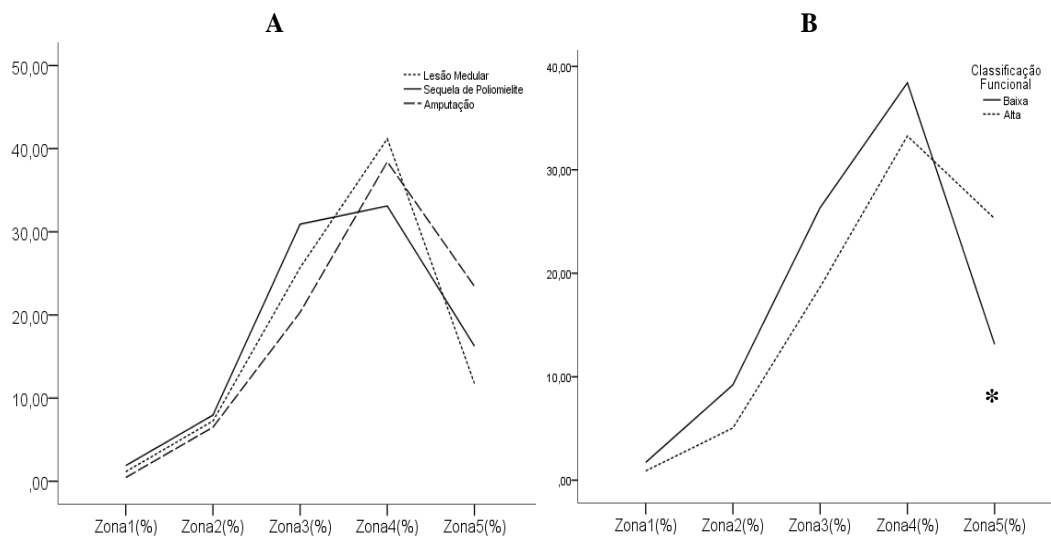 A
50,00
40,00
30,00
20,00
10,00
,00
Lesão Medular
Sequela de Poliomielite
Amputação
Zona1(%) Zona2(%) Zona3(%) Zona4(%) Zona5(%)
B
40,00
30,00
20,00
10,00
,00
Classificação
Funcional
Baixa
Alta
*
Zona1(%) Zona2(%) Zona3(%) Zona4(%) Zona5(%)